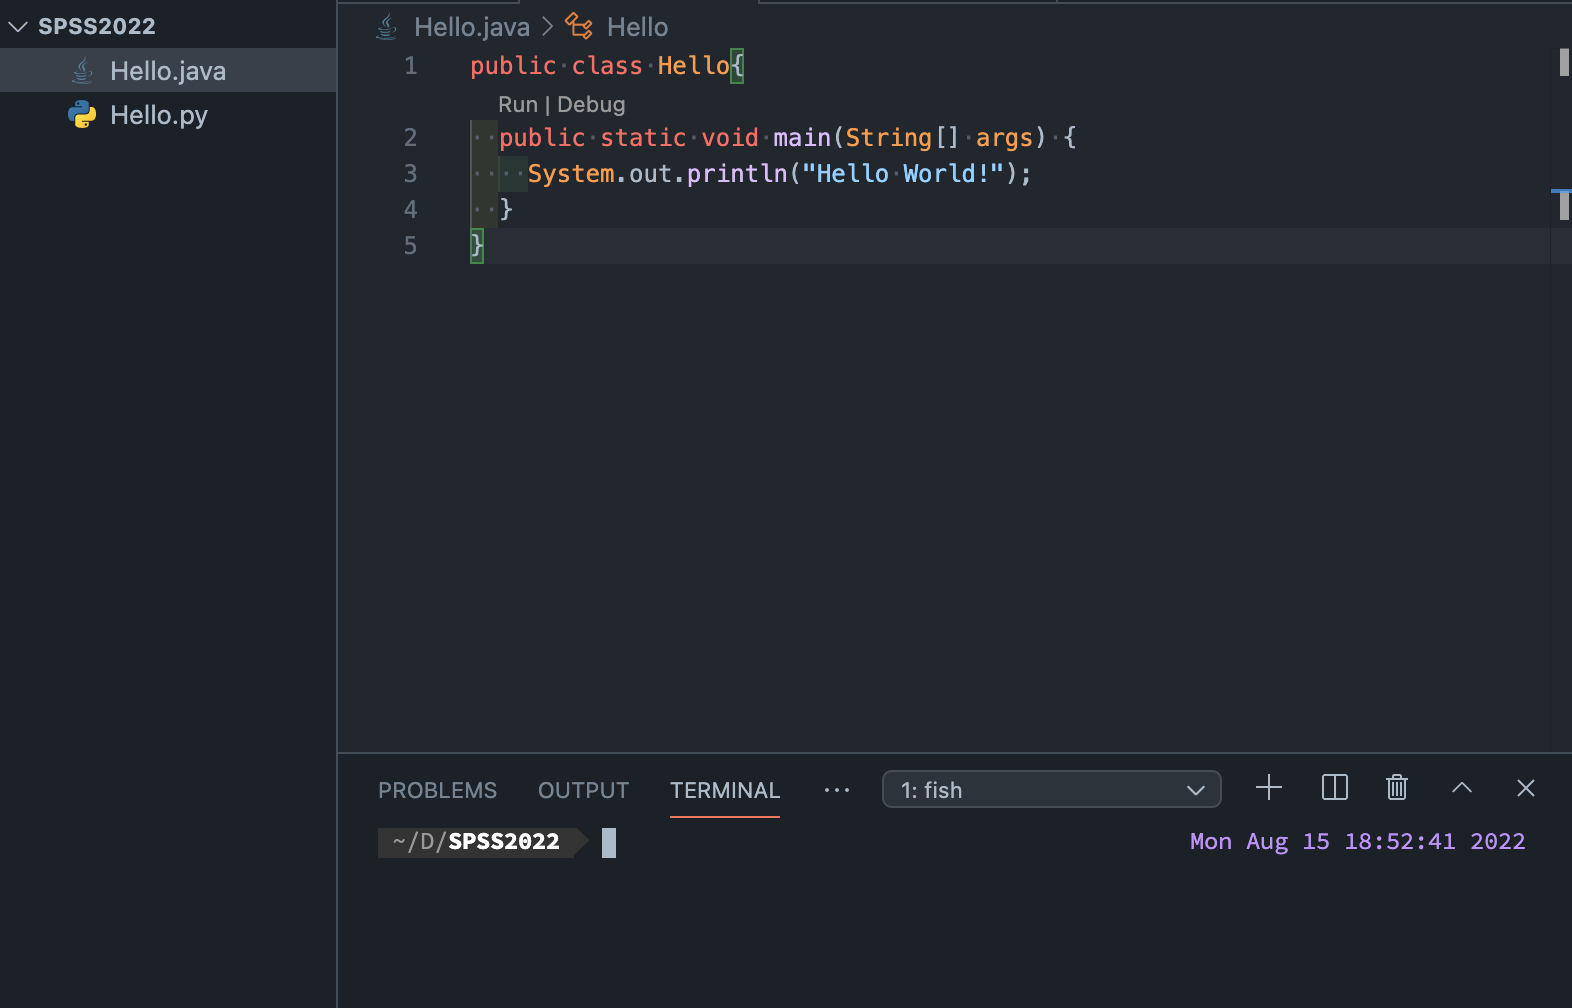 SPSS2022
Hello.java
Hello.py
Hello.java > Hello
1 public class Hello{
Run | Debug
2 public static void main(String[] args) {
3 System.out.println("Hello World!");
4 }
5 }
PROBLEMS OUTPUT TERMINAL ··· 1: fish
~/D/SPSS2022 Mon Aug 15 18:52:41 2022